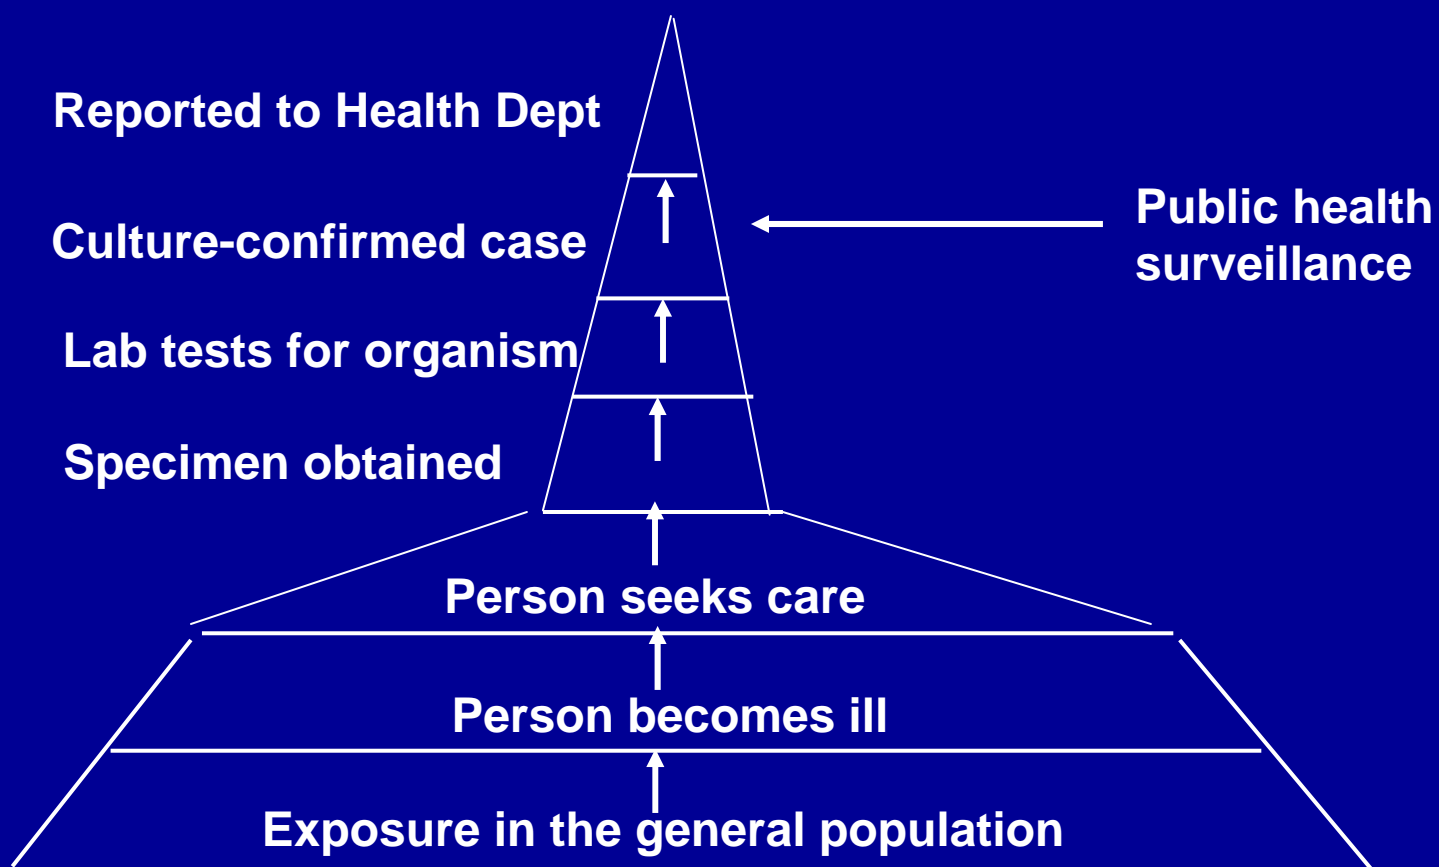 Reported to Health Dept
Public health
surveillance
Culture-confirmed case
Lab tests for organism
Specimen obtained
Person seeks care
Person becomes ill
Exposure in the general population